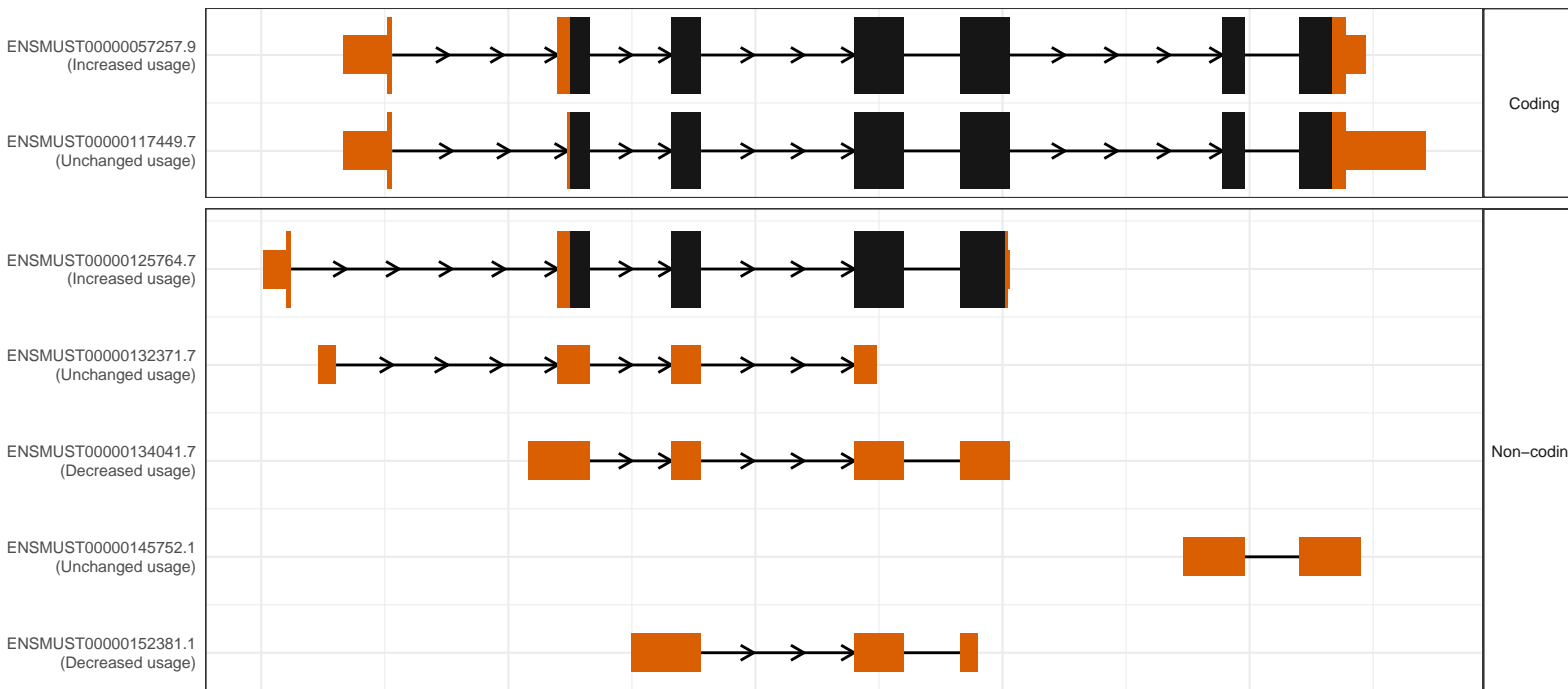 ENSMUST00000057257.9
(Increased usage)
ENSMUST00000117449.7
(Unchanged usage)
Coding
ENSMUST00000125764.7
(Increased usage)
ENSMUST00000132371.7
(Unchanged usage)
ENSMUST00000134041.7
(Decreased usage)
Non−codin
ENSMUST00000145752.1
(Unchanged usage)
ENSMUST00000152381.1
(Decreased usage)